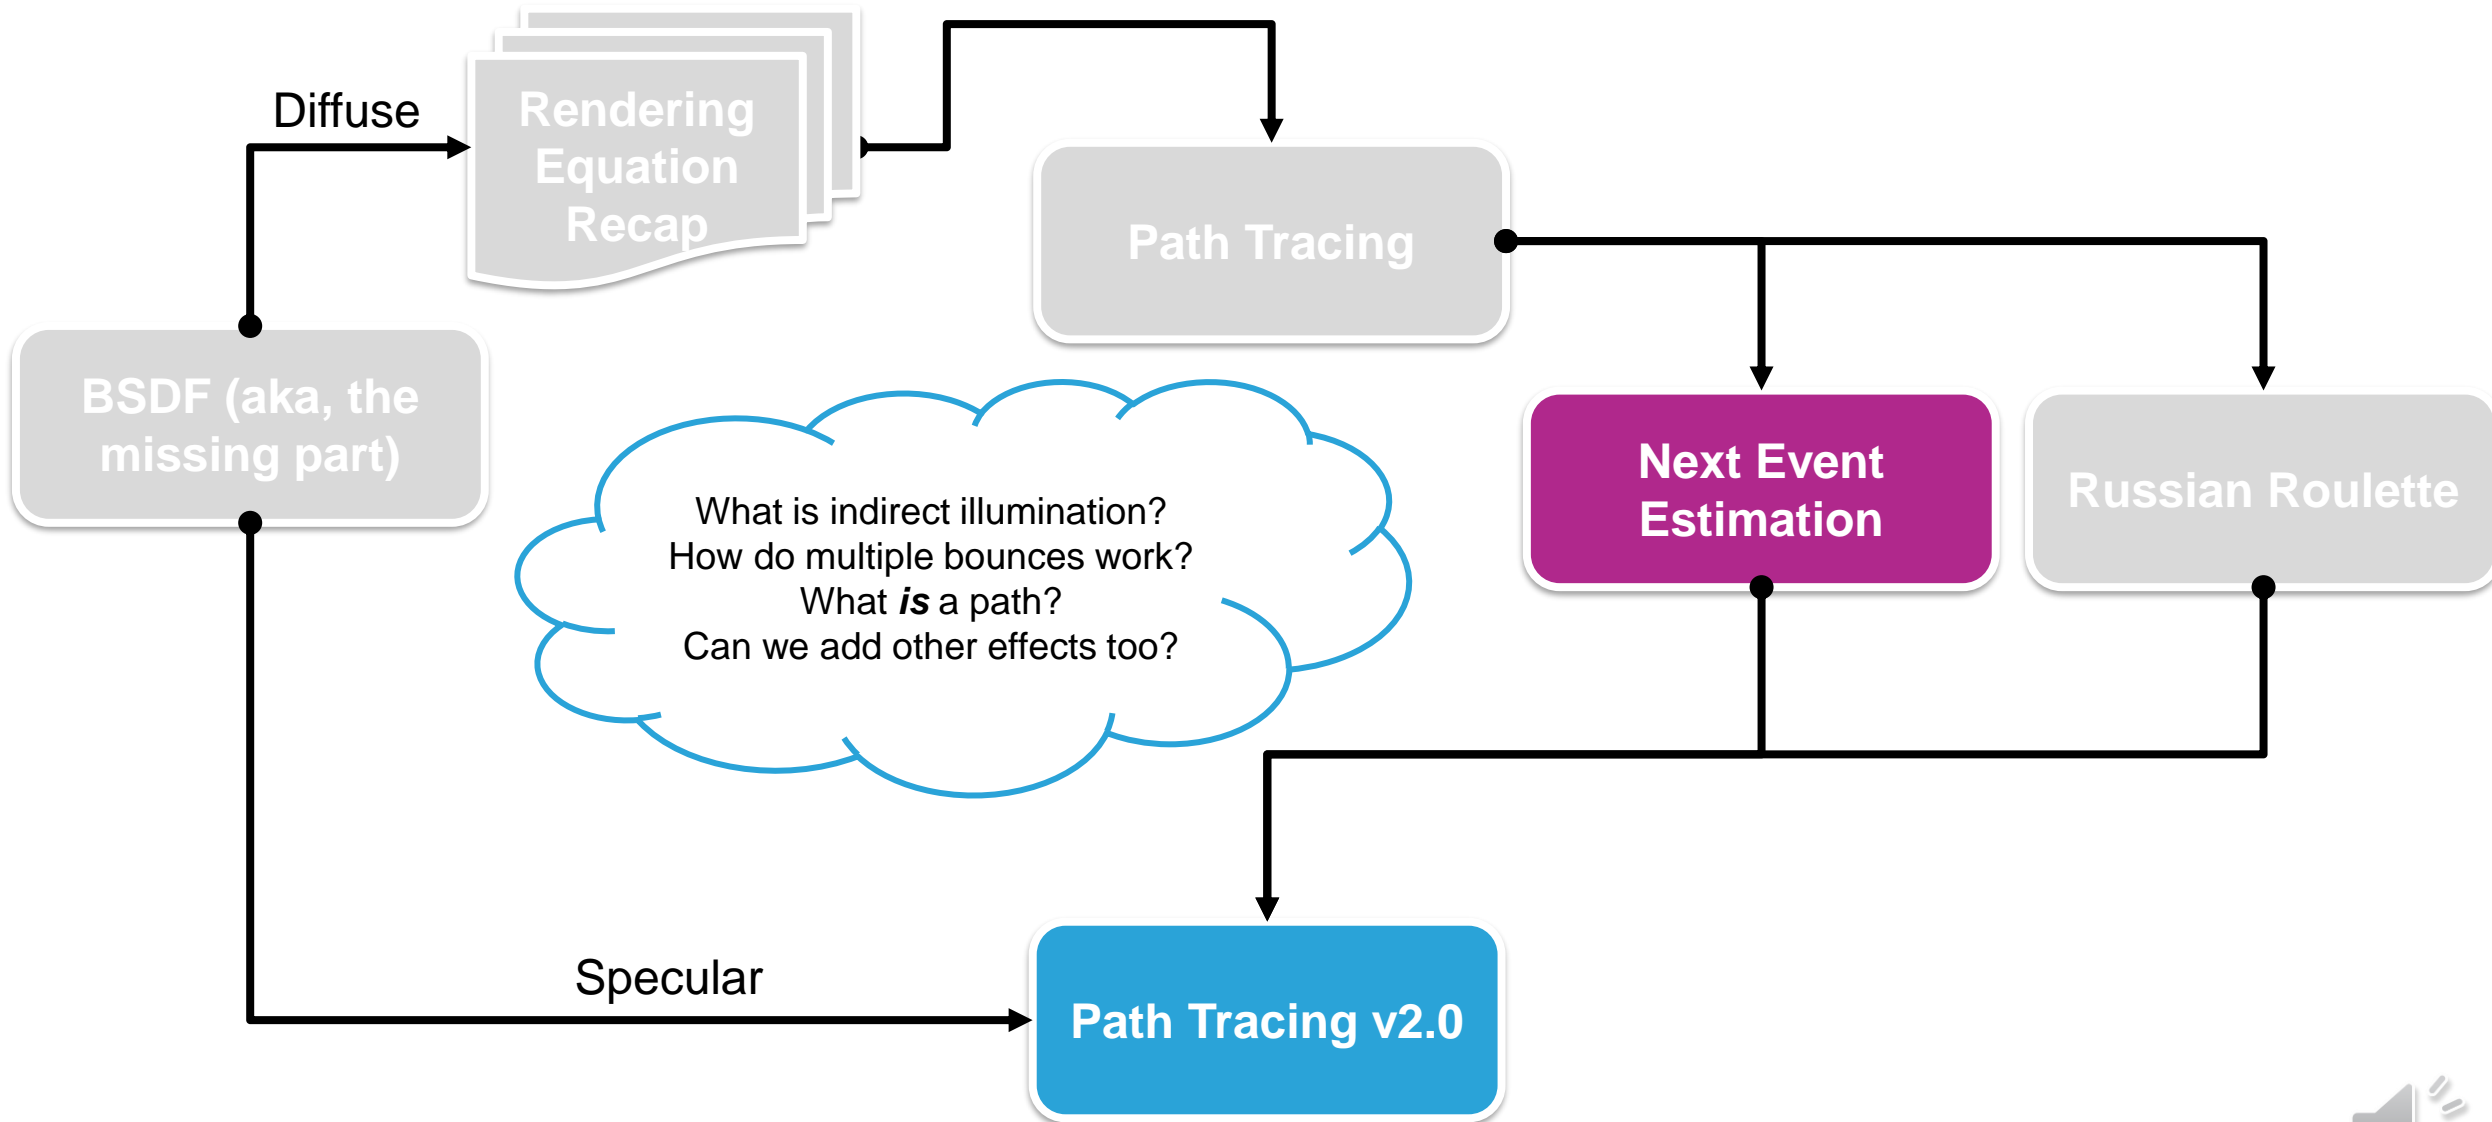 Diffuse
Rendering
Equation
Recap
Path Tracing
BSDF (aka, the
missing part)
What is indirect illumination?
How do multiple bounces work?
What is a path?
Can we add other effects too?
Next Event
Estimation
Russian Roulette
Specular
Path Tracing v2.0